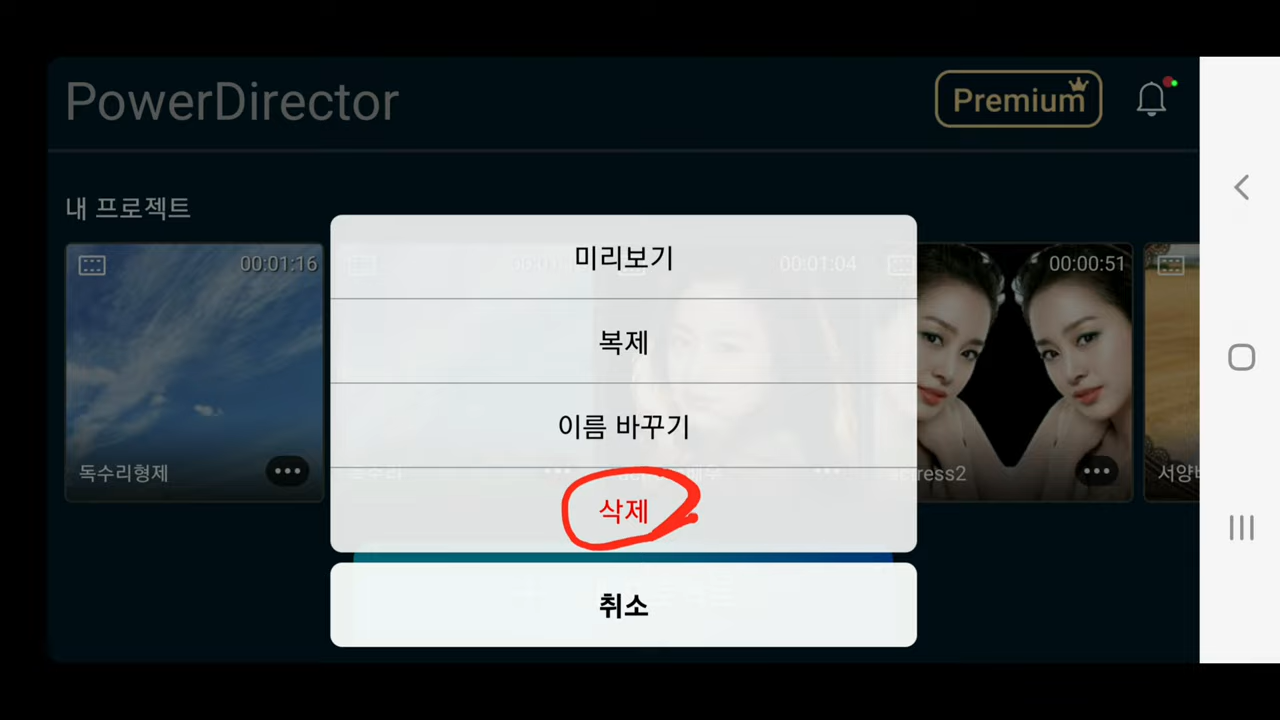 PowerDirector
Premium
내 프로젝트
00:01:16
00:01:04
00:00:51
미리보기
복제
이름 바꾸기
삭제
취소
독수리형제
ress2
서양